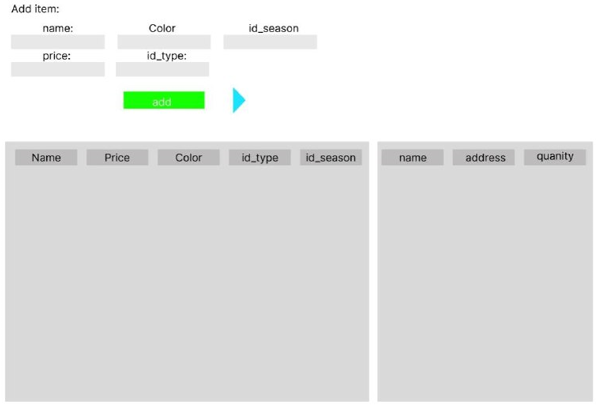 Add item:
name: Color id_season
price: id_type:
add
Name Price Color id_type id_season
name address quanity